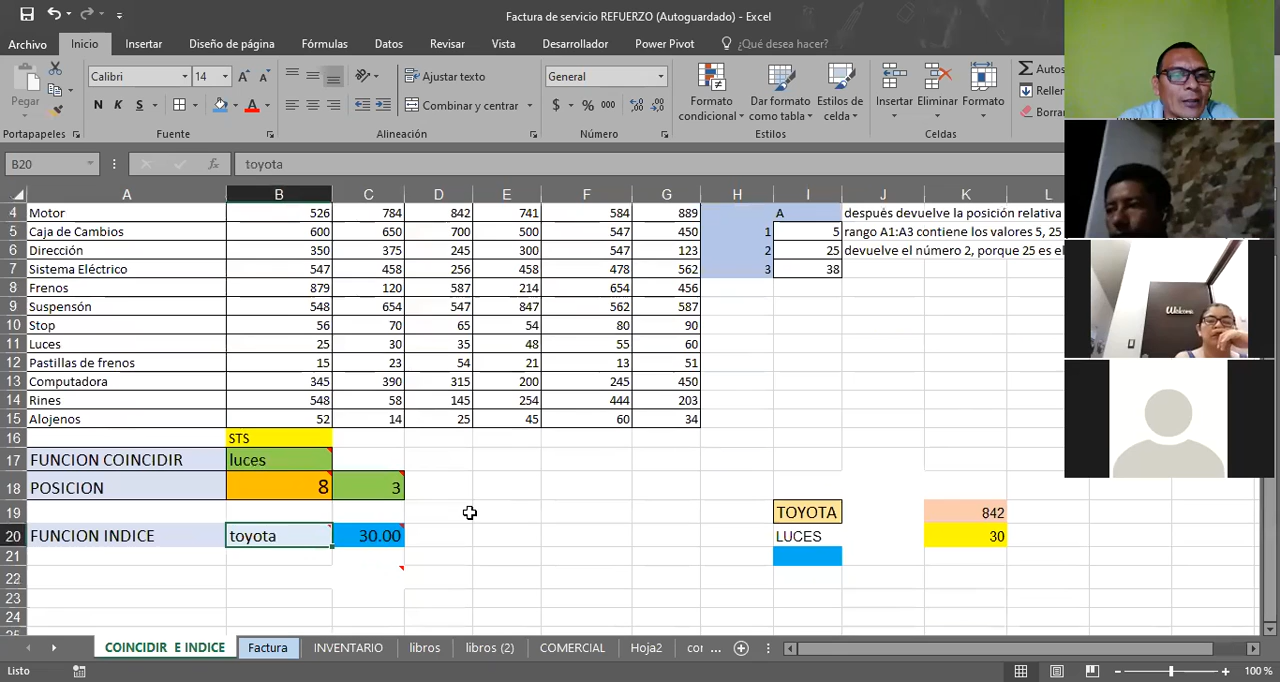 Factura de servicio REFUERZO (Autoguardado) - Excel
Archivo Inicio Insertar Diseño de página Fórmulas Datos Revisar Vista Desarrollador Power Pivot ¿Qué desea hacer?
Pegar
Calibri 14 A A
N K S A
Ajustar texto
Combinar y centrar
General
$ % 000
Formato condicional
Dar formato como tabla
Estilos de celda
Insertar Eliminar Formato
Autos
Rellen
Borra
Portapapeles Fuente Alineación Número Estilos Celdas
B20 fx toyota
A B C D E F G H I J K L
4 Motor 526 784 842 741 584 889 A despuès devuelve la posición relativa
5 Caja de Cambios 600 650 700 500 547 450 1 5 rango A1:A3 contiene los valores 5, 25
6 Dirección 350 375 245 300 547 123 2 25 devuelve el número 2, porque 25 es el
7 Sistema Eléctrico 547 458 256 458 478 562 3 38
8 Frenos 879 120 587 214 654 456
9 Suspensón 548 654 547 847 562 587
10 Stop 56 70 65 54 80 90
11 Luces 25 30 35 48 55 60
12 Pastillas de frenos 15 23 54 21 13 51
13 Computadora 345 390 315 200 245 450
14 Rines 548 58 145 254 444 203
15 Alojenos 52 14 25 45 60 34
16 STS
17 FUNCION COINCIDIR luces
18 POSICION 8 3
19 TOYOTA 842
20 FUNCION INDICE toyota 30.00 LUCES 30
21
22
23
24
COINCIDIR E INDICE Factura INVENTARIO libros libros (2) COMERCIAL Hoja2 cor ...
Listo 100 %
Welcome